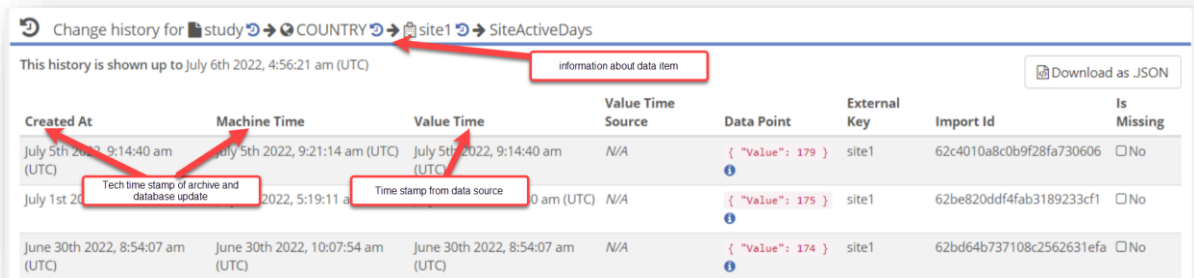 Change history for study → COUNTRY → site1 → SiteActiveDays
This history is shown up to July 6th 2022, 4:56:21 am (UTC)
information about data item
Download as .JSON
Created At Machine Time Value Time Value Time Source Data Point External Key Import Id Is Missing
July 5th 2022, 9:14:40 am (UTC) July 5th 2022, 9:21:14 am (UTC) July 5th 2022, 9:14:40 am (UTC) N/A { "Value": 179 } site1 62c4010a8c0b9f28fa730606 No
Tech time stamp of archive and
database update
Time stamp from data source
July 1st 2022, 5:19:11 0 am (UTC) N/A { "Value": 175 } site1 62be820ddf4fab3189233cf1 No
June 30th 2022, 8:54:07 am (UTC) June 30th 2022, 10:07:54 am (UTC) June 30th 2022, 8:54:07 am (UTC) N/A { "Value": 174 } site1 62bd64b737108c2562631efa No